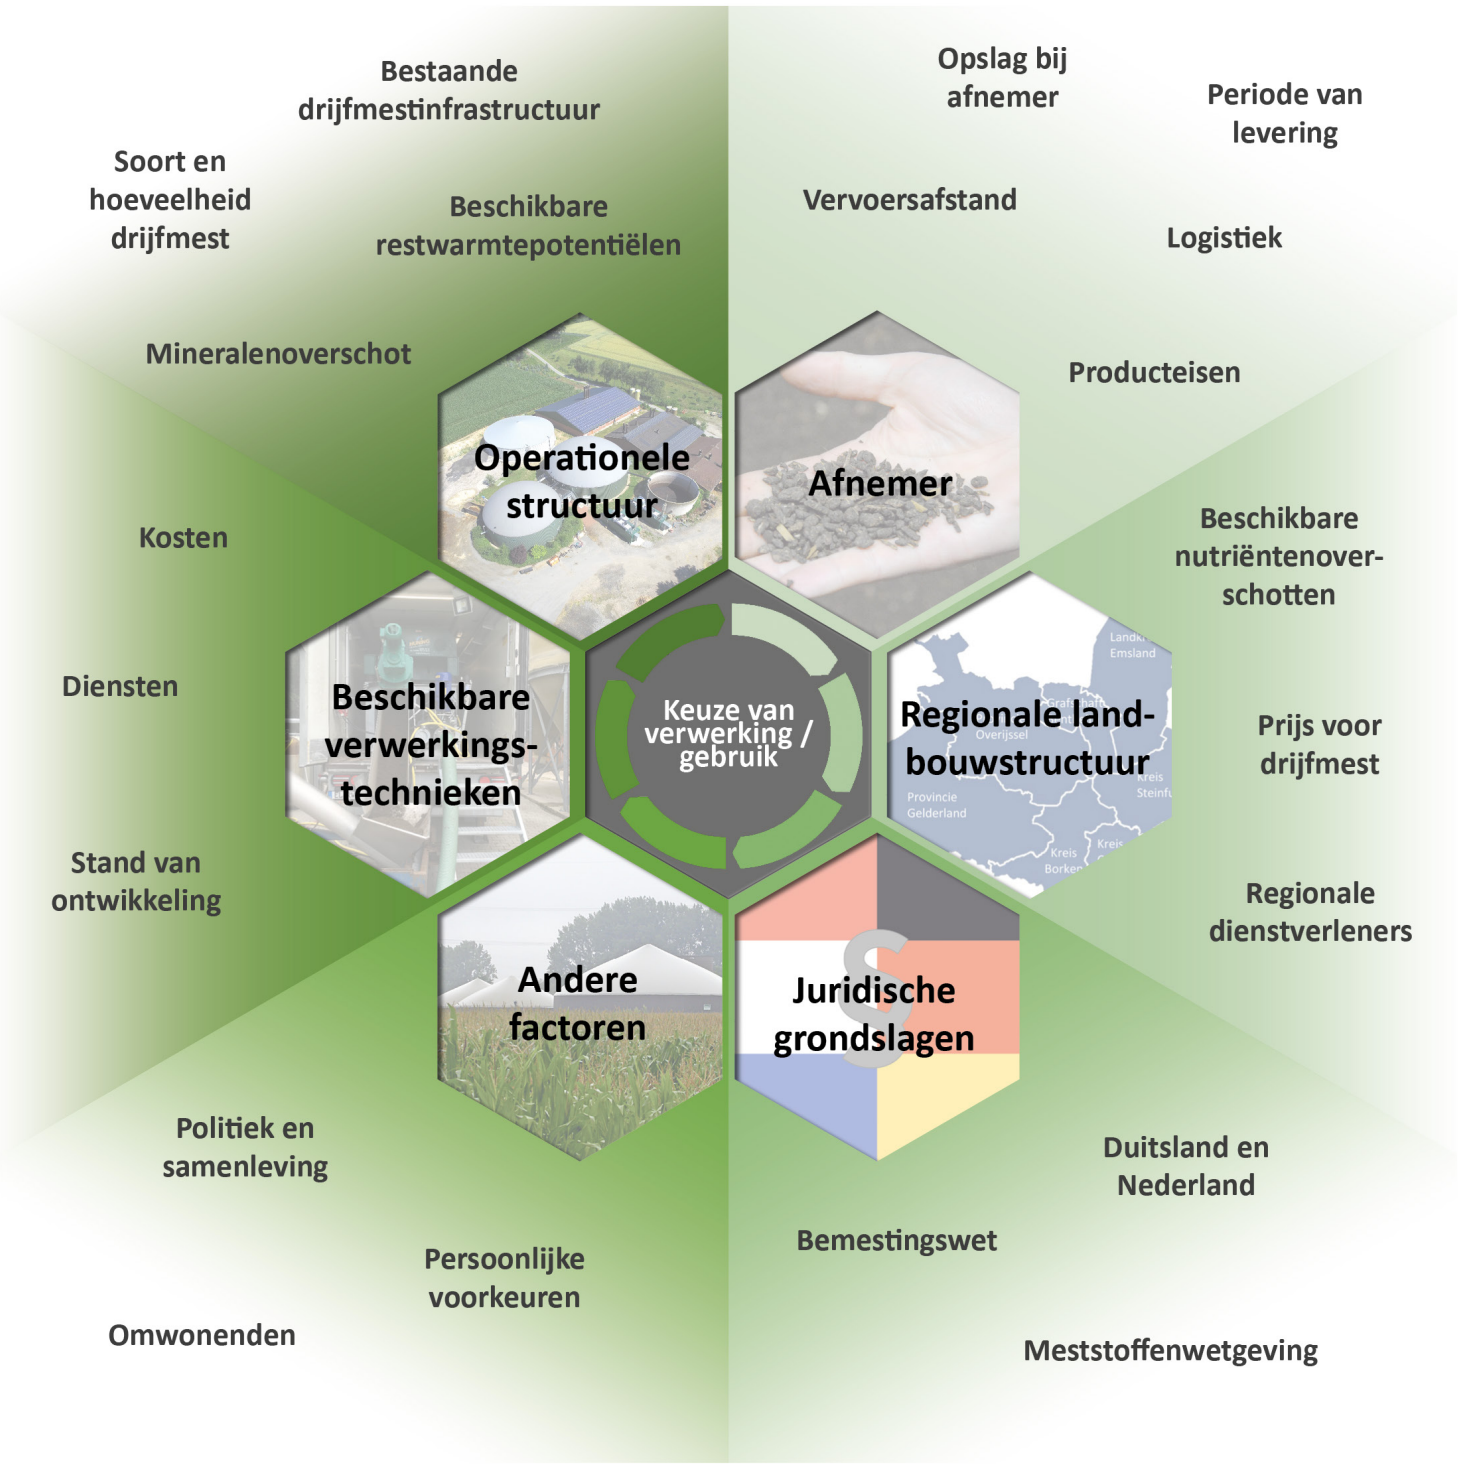 Bestaande
drijfmestinfrastructuur
Soort en
hoeveelheid
drijfmest
Beschikbare
restwarmtepotentiëlen
Mineralenoverschot
Operationele
structuur
Opslag bij
afnemer
Periode van
levering
Vervoersafstand
Logistiek
Producteisen
Afnemer
Kosten
Diensten
Stand van
ontwikkeling
Beschikbare
verwerkings-
technieken
Keuze van
verwerking /
gebruik
Regionale land-
bouwstructuur
Emsland
Overijssel
Provincie
Gelderland
Kreis
Kreis
Kreis
Beschikbare
nutriëntenover-
schotten
Prijs voor
drijfmest
Regionale
dienstverleners
Andere
factoren
Politiek en
samenleving
Persoonlijke
voorkeuren
Omwonenden
§
Juridische
grondslagen
Duitsland en
Nederland
Bemestingswet
Meststoffenwetgeving